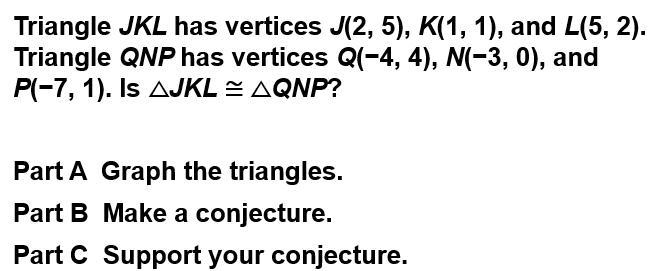 Triangle JKL has vertices J(2, 5), K(1, 1), and L(5, 2).
Triangle QNP has vertices Q(−4, 4), N(−3, 0), and
P(−7, 1). Is △JKL ≅ △QNP?
Part A Graph the triangles.
Part B Make a conjecture.
Part C Support your conjecture.